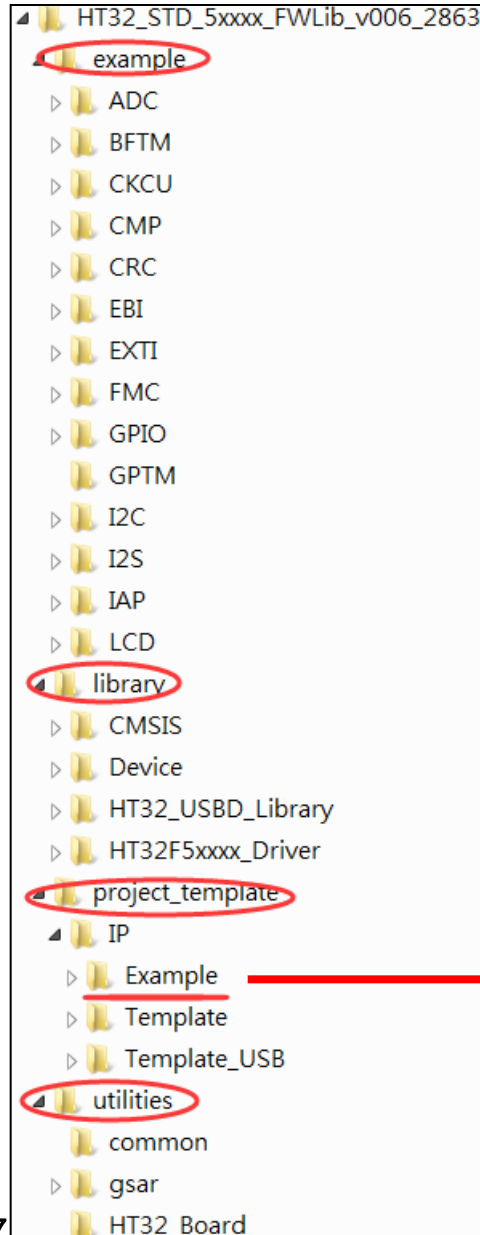 HT32_STD_5xxxx_FWLib_v006_2863
example
ADC
BFTM
CKCU
CMP
CRC
EBI
EXTI
FMC
GPIO
GPTM
I2C
I2S
IAP
LCD
library
CMSIS
Device
HT32_USBD_Library
HT32F5xxxx_Driver
project_template
IP
Example
Template
Template_USB
utilities
common
gsar
HT32_Board